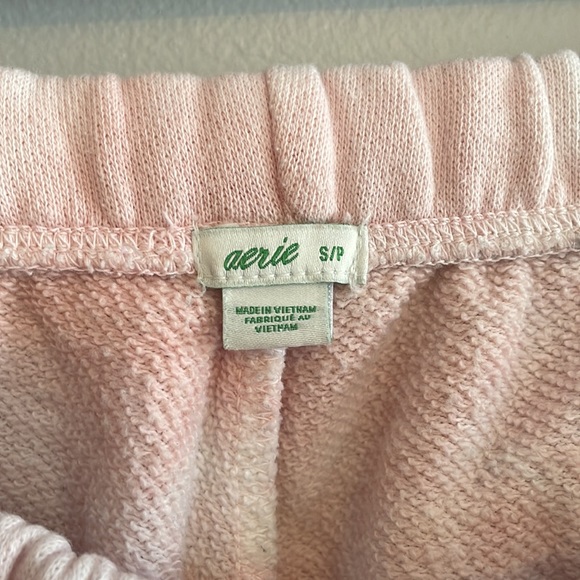 aerie S/P
MADE IN VIETNAM
FABRIQUÉ AU
VIETNAM